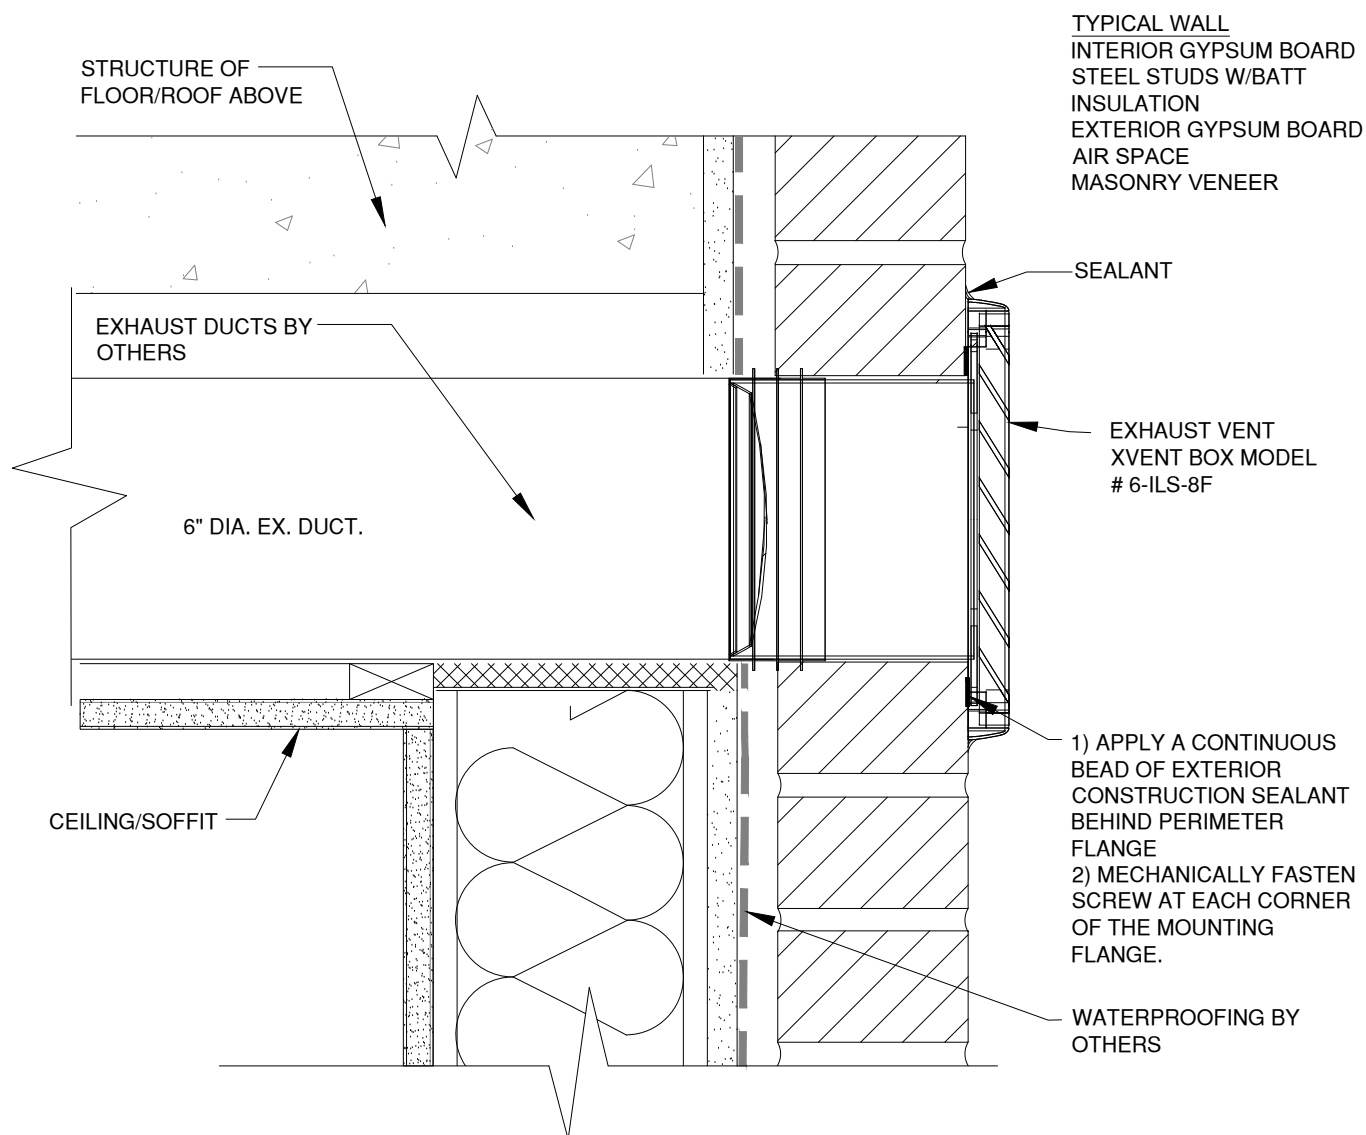 TYPICAL WALL
INTERIOR GYPSUM BOARD
STEEL STUDS W/BATT
INSULATION
EXTERIOR GYPSUM BOARD
AIR SPACE
MASONRY VENEER
STRUCTURE OF
FLOOR/ROOF ABOVE
SEALANT
EXHAUST DUCTS BY
OTHERS
EXHAUST VENT
XVENT BOX MODEL
# 6-ILS-8F
6" DIA. EX. DUCT.
1) APPLY A CONTINUOUS
BEAD OF EXTERIOR
CONSTRUCTION SEALANT
BEHIND PERIMETER
FLANGE
2) MECHANICALLY FASTEN
SCREW AT EACH CORNER
OF THE MOUNTING
FLANGE.
CEILING/SOFFIT
WATERPROOFING BY
OTHERS